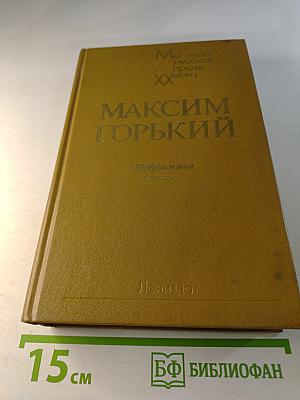 Мастера
русской
прозы
XX века
МАКСИМ
ГОРЬКИЙ
Избранное
Лениздат
15 см
БФ БИБЛИОФАН